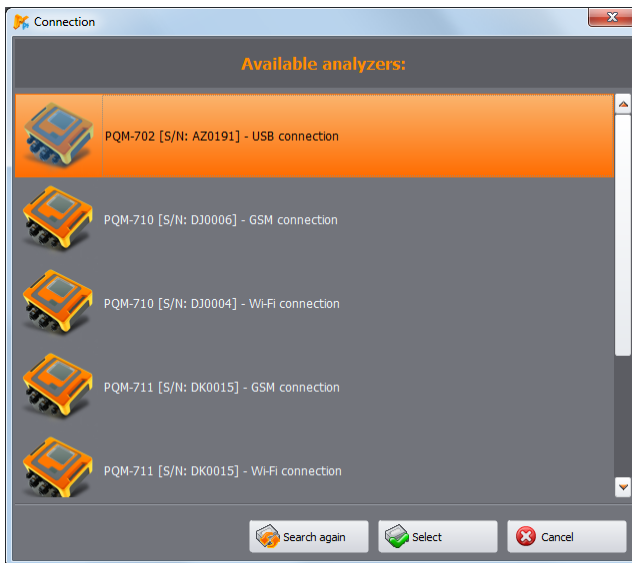 Connection
Available analyzers:
PQM-702 [S/N: AZ0191] - USB connection
PQM-710 [S/N: DJ0006] - GSM connection
PQM-710 [S/N: DJ0004] - Wi-Fi connection
PQM-711 [S/N: DK0015] - GSM connection
PQM-711 [S/N: DK0015] - Wi-Fi connection
Search again
Select
Cancel